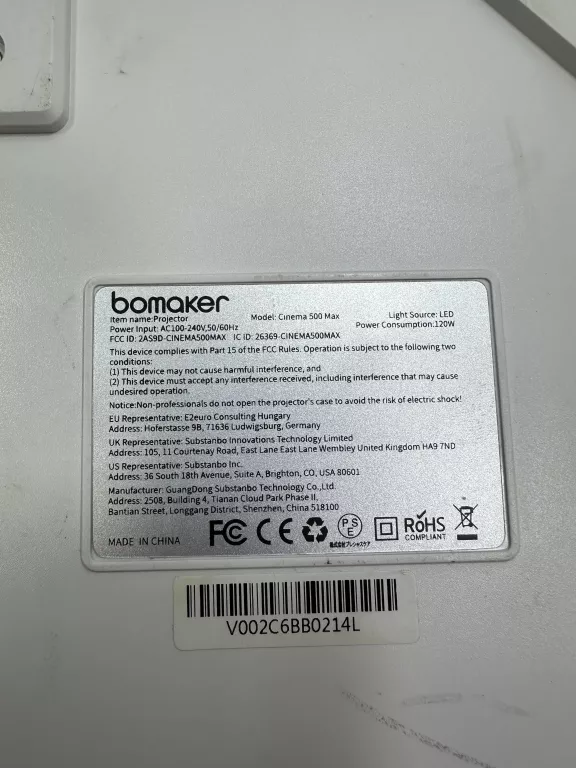 bomaker
Item name:Projector
Model: Cinema 500 Max
Light Source: LED
Power Input: AC100-240V,50/60Hz
Power Consumption:120W
FCC ID: 2AS9D-CINEMA500MAX IC ID: 26369-CINEMA500MAX
This device complies with Part 15 of the FCC Rules. Operation is subject to the following two
conditions:
(1) This device may not cause harmful interference, and
(2) This device must accept any interference received, including interference that may cause
undesired operation.
Notice:Non-professionals do not open the projector's case to avoid the risk of electric shock!
EU Representative: E2euro Consulting Hungary
Address: Hoferstasse 9B, 71636 Ludwigsburg, Germany
UK Representative: Substanbo Innovations Technology Limited
Address: 105, 11 Courtenay Road, East Lane East Lane Wembley United Kingdom HA9 7ND
US Representative: Substanbo Inc.
Address: 36 South 18th Avenue, Suite A, Brighton, CO, USA 80601
Manufacturer: GuangDong Substanbo Technology Co.,Ltd.
Address: 2508, Building 4, Tianan Cloud Park Phase II,
Bantian Street, Longgang District, Shenzhen, China 518100
MADE IN CHINA
FC CE
PS
E
RoHS
COMPLIANT
V002C6BB0214L